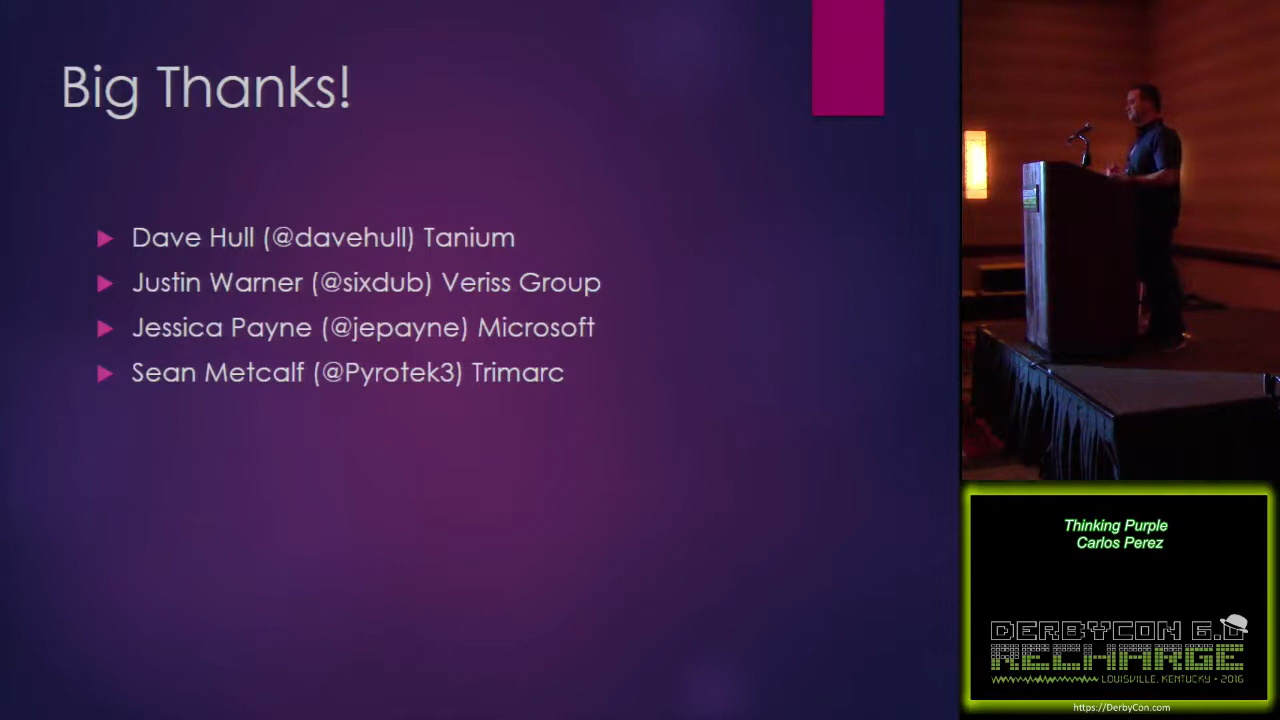 Big Thanks!
Dave Hull (@davehull) Tanium
Justin Warner (@sixdub) Veriss Group
Jessica Payne (@jepayne) Microsoft
Sean Metcalf (@Pyrotek3) Trimarc
Thinking Purple
Carlos Perez
DERBYCON 6.0
RECHARGE
LOUISVILLE, KENTUCKY • 2016
https://DerbyCon.com